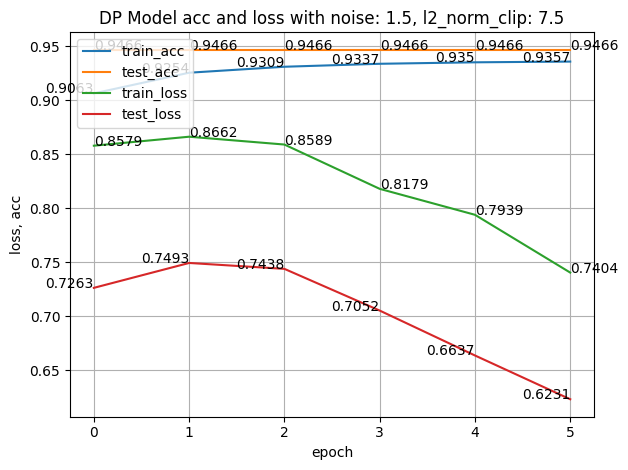 DP Model acc and loss with noise: 1.5, l2_norm_clip: 7.5
loss, acc
0.95
0.90
0.85
0.80
0.75
0.70
0.65
train_acc
test_acc
train_loss
test_loss
0.9466 0.9466 0.9466 0.9466 0.9466 0.9466
0.9063 0.9254 0.9309 0.9337 0.935 0.9357
0.8579 0.8662 0.8589 0.8179 0.7939 0.7404
0.7263 0.7493 0.7438 0.7052 0.6637 0.6231
0 1 2 3 4 5
epoch